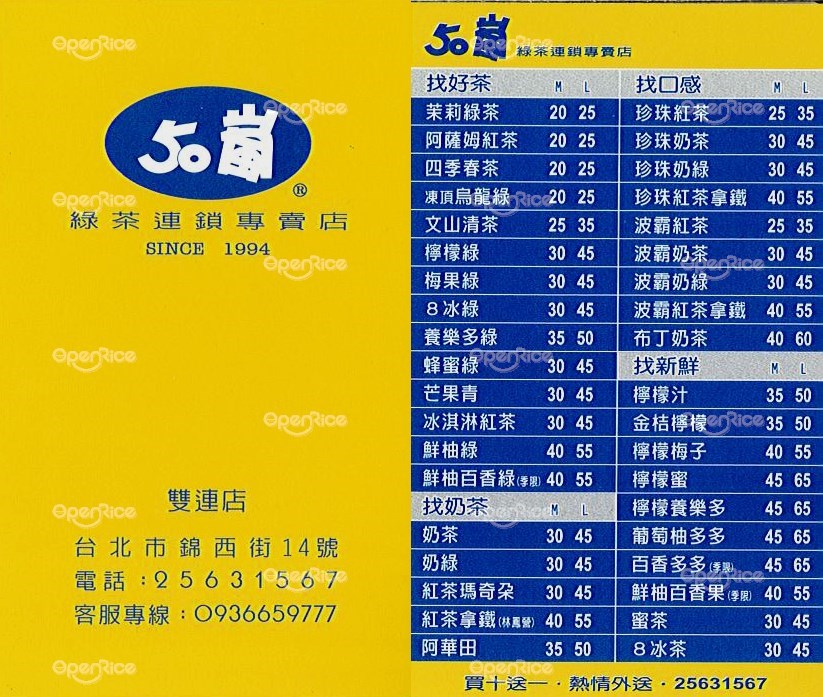 50嵐®
綠茶連鎖專賣店
SINCE 1994
雙連店
台北市錦西街14號
電話:25631567
客服專線:0936659777
50嵐 綠茶連鎖專賣店
找好茶 M L
茉莉綠茶 20 25
阿薩姆紅茶 20 25
四季春茶 20 25
凍頂烏龍綠 20 25
文山清茶 25 35
檸檬綠 30 45
梅果綠 30 45
8冰綠 30 45
養樂多綠 35 50
蜂蜜綠 30 45
芒果青 30 45
冰淇淋紅茶 30 45
鮮柚綠 40 55
鮮柚百香綠(季限) 40 55
找奶茶 M L
奶茶 30 45
奶綠 30 45
紅茶瑪奇朵 30 45
紅茶拿鐵(林鳳營) 40 55
阿華田 35 50
找口感 M L
珍珠紅茶 25 35
珍珠奶茶 30 45
珍珠奶綠 30 45
珍珠紅茶拿鐵 40 55
波霸紅茶 25 35
波霸奶茶 30 45
波霸奶綠 30 45
波霸紅茶拿鐵 40 55
布丁奶茶 40 60
找新鮮 M L
檸檬汁 35 50
金桔檸檬 35 50
檸檬梅子 40 55
檸檬蜜 45 65
檸檬養樂多 45 65
葡萄柚多多 45 65
百香多多(季限) 45 65
鮮柚百香果(季限) 40 55
蜜茶 30 45
8冰茶 30 45
買十送一·熱情外送·25631567
OpenRice